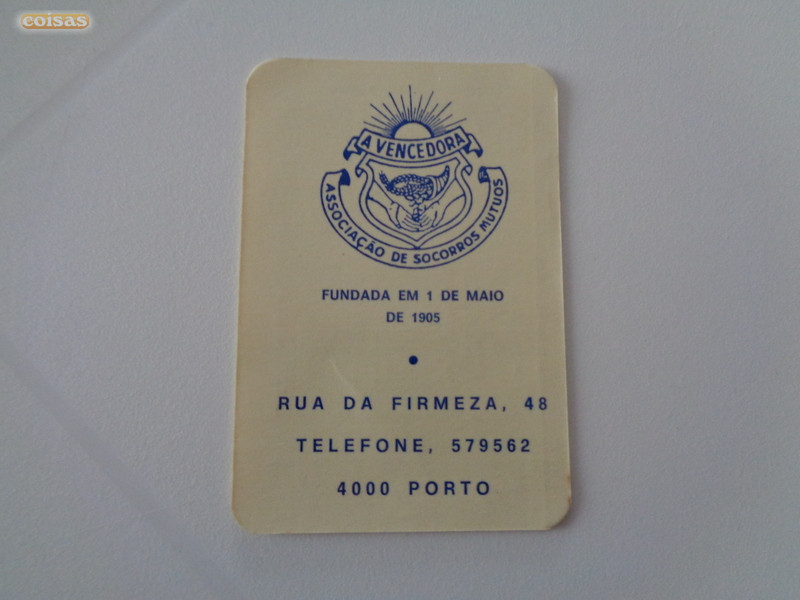 coisas
A VENCEDORA
ASSOCIAÇÃO DE SOCORROS MUTUOS
FUNDADA EM 1 DE MAIO
DE 1905
•
RUA DA FIRMEZA, 48
TELEFONE, 579562
4000 PORTO